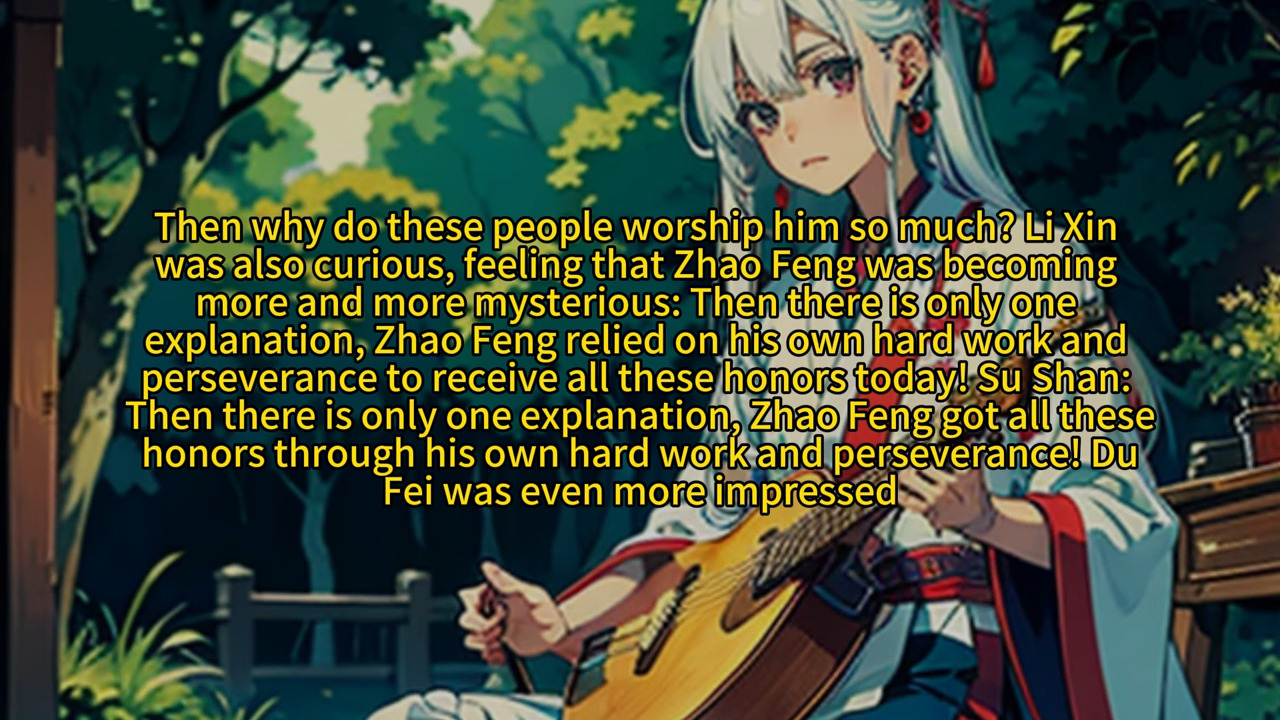 Then why do these people worship him so much? Li Xin
was also curious, feeling that Zhao Feng was becoming
more and more mysterious: Then there is only one
explanation, Zhao Feng relied on his own hard work and
perseverance to receive all these honors today! Su Shan:
Then there is only one explanation, Zhao Feng got all these
honors through his own hard work and perseverance! Du
Fei was even more impressed